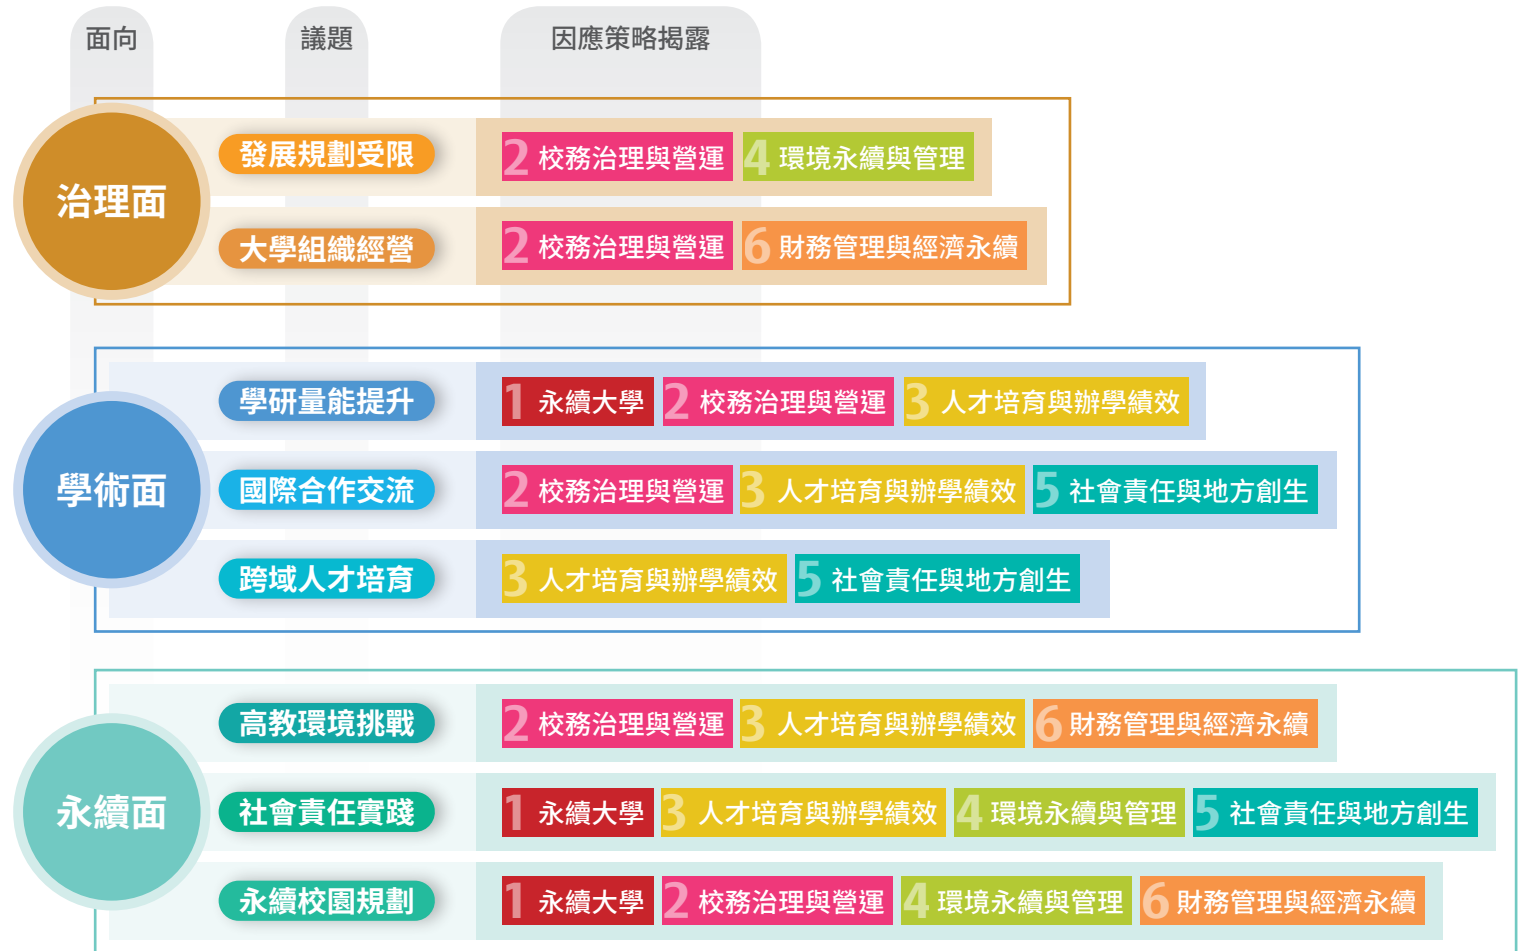 面向 議題 因應策略揭露
治理面
發展規劃受限 2 校務治理與營運 4 環境永續與管理
大學組織經營 2 校務治理與營運 6 財務管理與經濟永續
學術面
學研量能提升 1 永續大學 2 校務治理與營運 3 人才培育與辦學績效
國際合作交流 2 校務治理與營運 3 人才培育與辦學績效 5 社會責任與地方創生
跨域人才培育 3 人才培育與辦學績效 5 社會責任與地方創生
永續面
高教環境挑戰 2 校務治理與營運 3 人才培育與辦學績效 6 財務管理與經濟永續
社會責任實踐 1 永續大學 3 人才培育與辦學績效 4 環境永續與管理 5 社會責任與地方創生
永續校園規劃 1 永續大學 2 校務治理與營運 4 環境永續與管理 6 財務管理與經濟永續